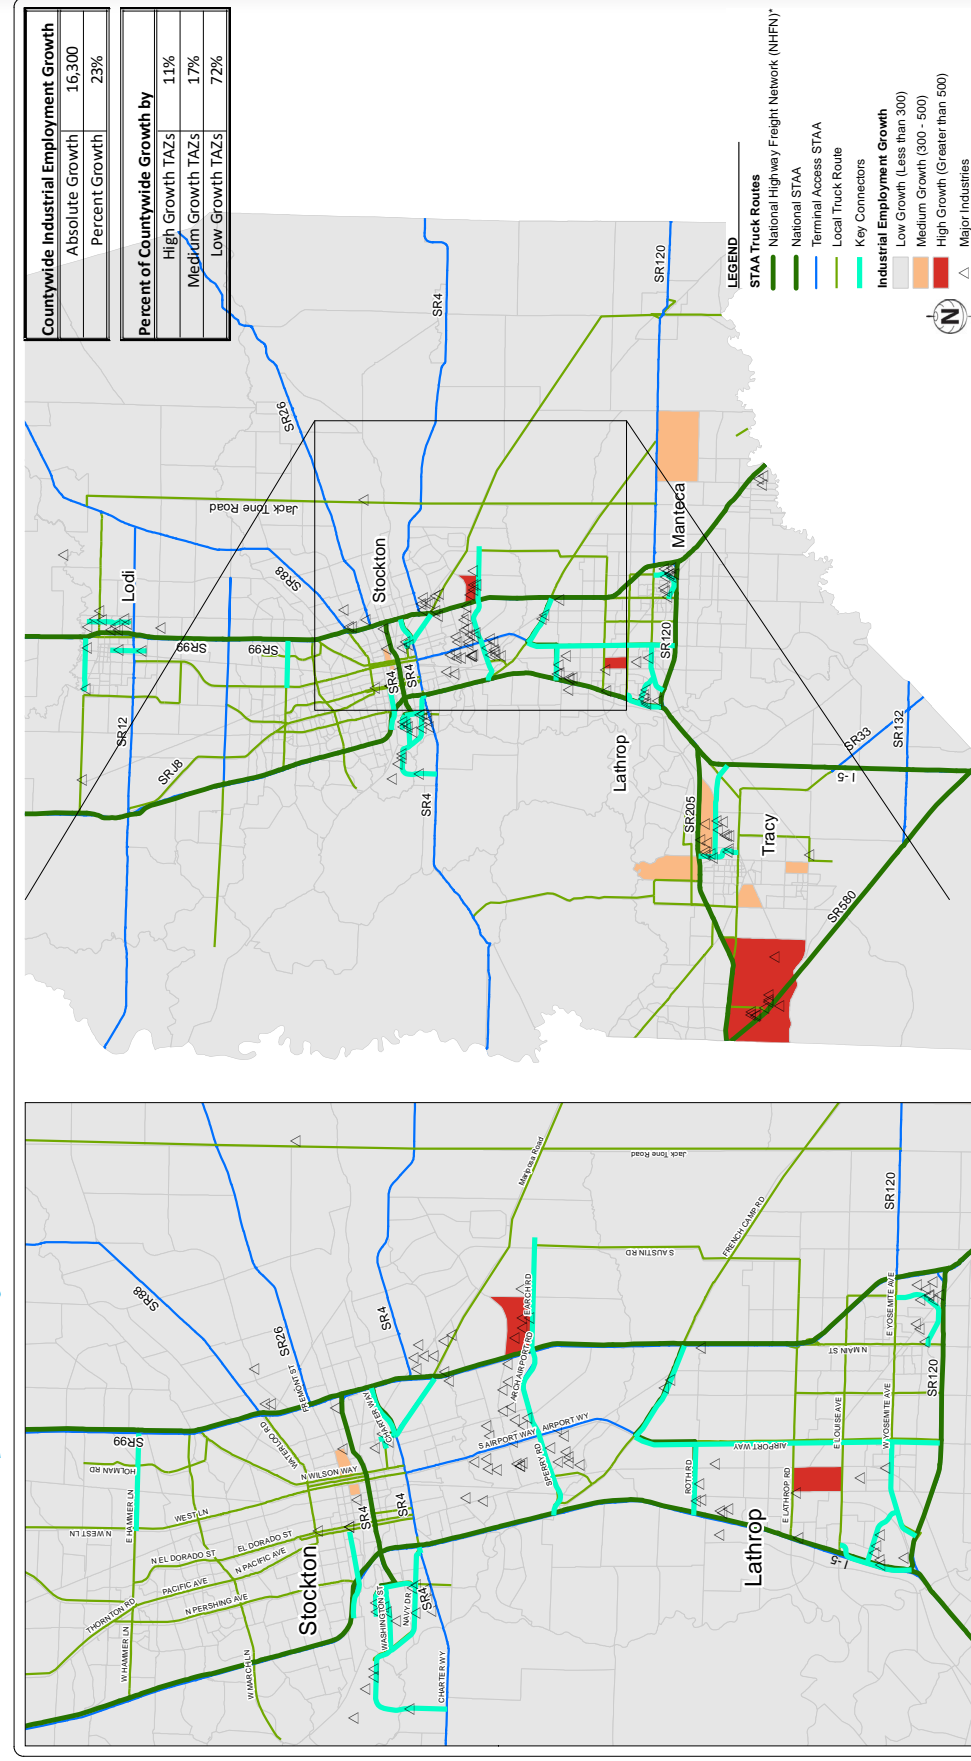 Countywide Industrial Employment Growth
Absolute Growth 16,300
Percent Growth 23%
Percent of Countywide Growth by
High Growth TAZs 11%
Medium Growth TAZs 17%
Low Growth TAZs 72%
LEGEND
STAA Truck Routes
National Highway Freight Network (NHFN)*
National STAA
Terminal Access STAA
Local Truck Route
Key Connectors
Industrial Employment Growth
Low Growth (Less than 300)
Medium Growth (300 - 500)
High Growth (Greater than 500)
Major Industries
N
SR4
SR120
SR26
Jack Tone Road
Manteca
Lodi
SR88
Stockton
SR99
SR99
SR4
SR4
SR120
SR12
SRJ8
SR4
Lathrop
SR33
SR132
I-5
SR205
Tracy
SR580
Mariposa Road
Jack Tone Road
SR120
FRENCH CAMP RD
S AUSTIN RD
SR88
SR26
SR4
E ARCH RD
E YOSEMITE AVE
N MAIN ST
SR120
FREMONT ST
ARCH AIRPORT RD
CHARTER WAY
WATERLOO RD
SR99
HOLMAN RD
E HAMMER LN
N WEST LN
WEST LN
N WILSON WAY
S AIRPORT WAY
AIRPORT WY
SPERRY RD
AIRPORT WAY
E LOUISE AVE
W YOSEMITE AVE
ROTH RD
E LATHROP RD
SR4
SR4
N EL DORADO ST
EL DORADO ST
N PACIFIC AVE
PACIFIC AVE
N PERSHING AVE
THORNTON RD
W HAMMER LN
W MARCH LN
Stockton
WASHINGTON ST
NAVY DR
SR4
CHARTER WY
Lathrop
I-5